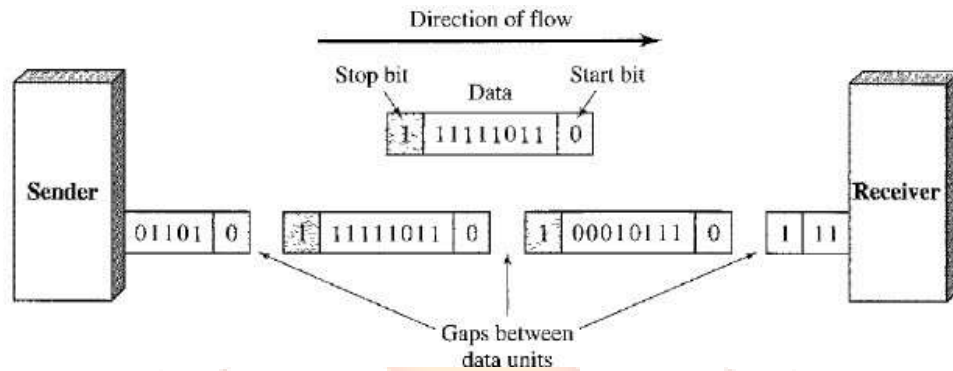 Direction of flow
Stop bit
Data
Start bit
1 11111011 0
Sender
Receiver
01101 0
1 11111011 0
1 00010111 0
1 11
Gaps between
data units